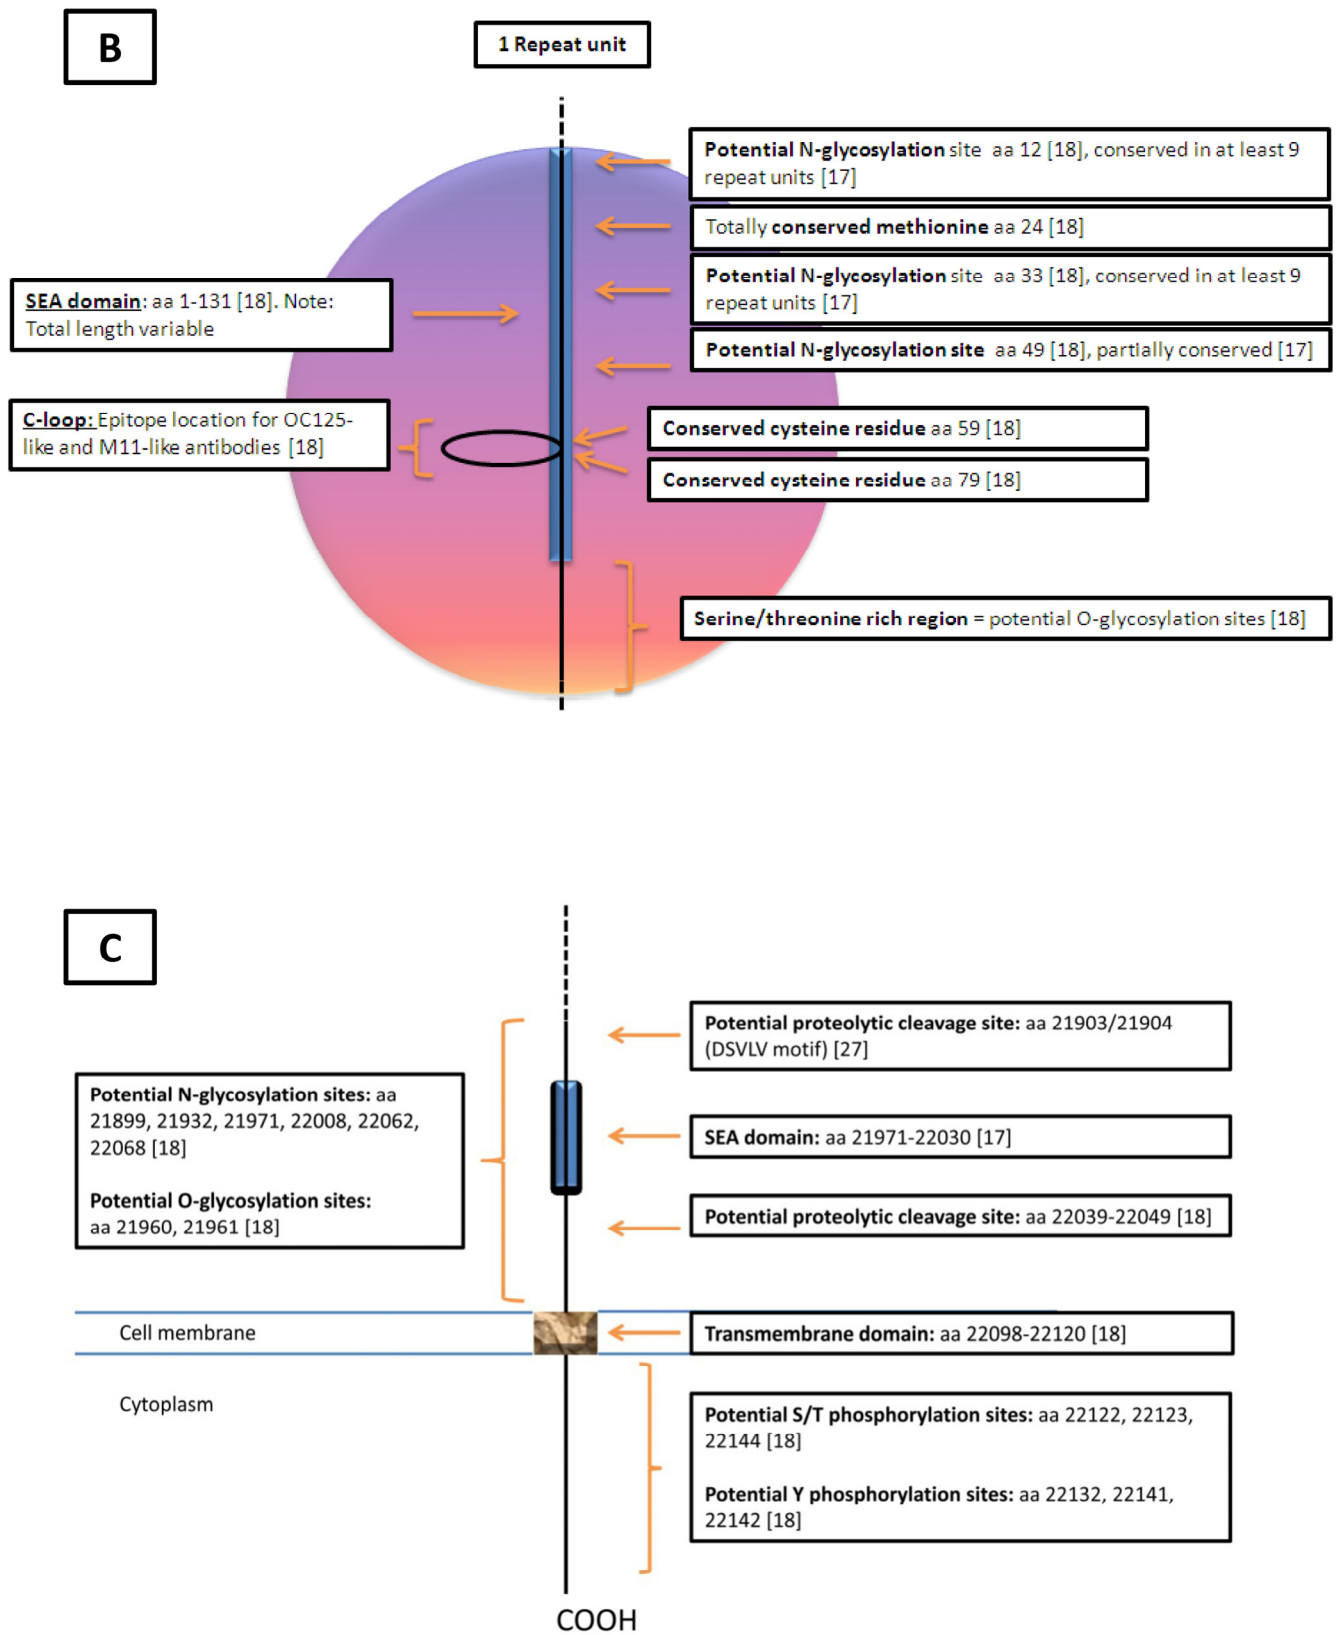 B
1 Repeat unit
Potential N-glycosylation site aa 12 [18], conserved in at least 9
repeat units [17]
Totally conserved methionine aa 24 [18]
Potential N-glycosylation site aa 33 [18], conserved in at least 9
repeat units [17]
SEA domain: aa 1-131 [18]. Note:
Total length variable
Potential N-glycosylation site aa 49 [18], partially conserved [17]
C-loop: Epitope location for OC125-
like and M11-like antibodies [18]
Conserved cysteine residue aa 59 [18]
Conserved cysteine residue aa 79 [18]
Serine/threonine rich region = potential O-glycosylation sites [18]
C
Potential proteolytic cleavage site: aa 21903/21904
(DSVLV motif) [27]
Potential N-glycosylation sites: aa
21899, 21932, 21971, 22008, 22062,
22068 [18]
Potential O-glycosylation sites:
aa 21960, 21961 [18]
SEA domain: aa 21971-22030 [17]
Potential proteolytic cleavage site: aa 22039-22049 [18]
Cell membrane
Transmembrane domain: aa 22098-22120 [18]
Cytoplasm
Potential S/T phosphorylation sites: aa 22122, 22123,
22144 [18]
Potential Y phosphorylation sites: aa 22132, 22141,
22142 [18]
COOH